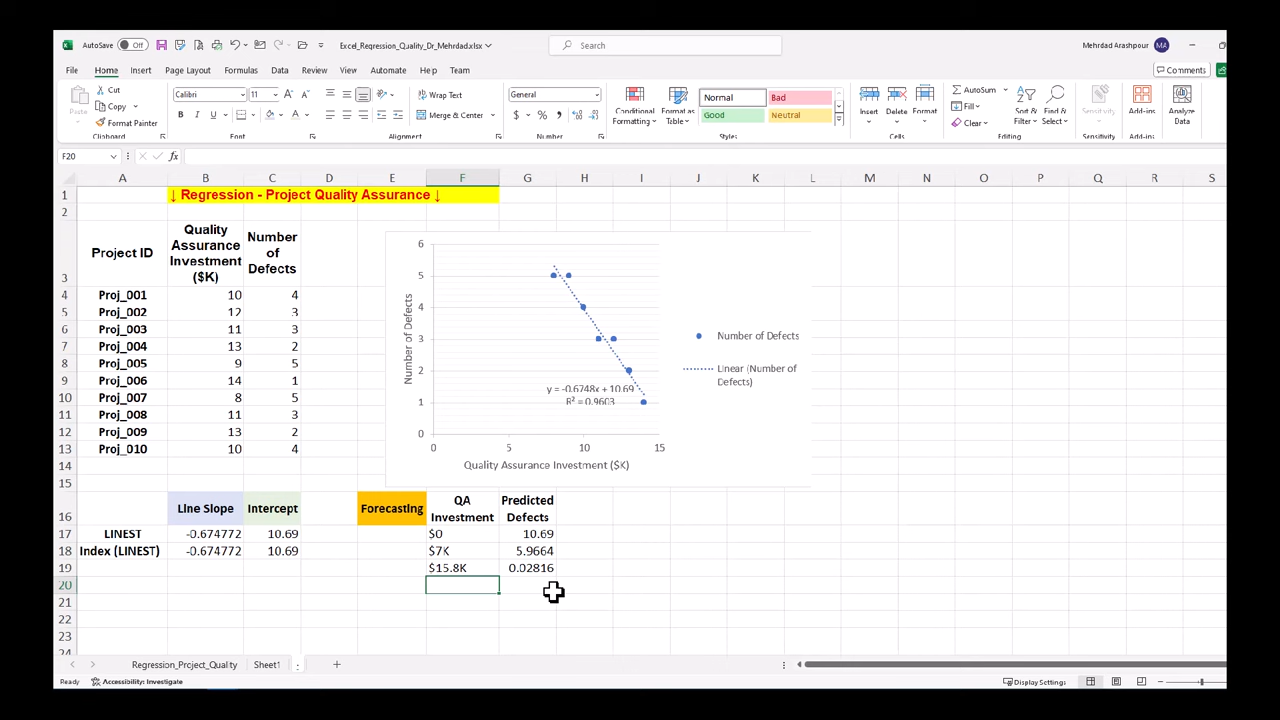 AutoSave Off Excel_Regression_Quality_Dr_Mehrdad.xlsx Search Mehrdad Arashpour MA
File Home Insert Page Layout Formulas Data Review View Automate Help Team Comments
Paste Cut Copy Format Painter Clipboard
Calibri 11 B I U Font
Wrap Text Merge & Center Alignment
General $ % Number
Conditional Formatting Format as Table Normal Bad Good Neutral Styles
Insert Delete Format Cells
AutoSum Fill Clear Sort & Filter Find & Select Editing
Sensitivity Sensitivity Add-ins Add-ins Analyze Data
F20 fx
A B C D E F G H I J K L M N O P Q R S
1 ↓ Regression - Project Quality Assurance ↓
2
3 Project ID Quality Assurance Investment ($K) Number of Defects
4 Proj_001 10 4
5 Proj_002 12 3
6 Proj_003 11 3
7 Proj_004 13 2
8 Proj_005 9 5
9 Proj_006 14 1
10 Proj_007 8 5
11 Proj_008 11 3
12 Proj_009 13 2
13 Proj_010 10 4
14
15
6
5
4
3
2
1
0
0 5 10 15
Number of Defects
Quality Assurance Investment ($K)
y = -0.6748x + 10.69
R² = 0.9603
Number of Defects
Linear (Number of
Defects)
16 Line Slope Intercept Forecasting QA Investment Predicted Defects
17 LINEST -0.674772 10.69 $0 10.69
18 Index (LINEST) -0.674772 10.69 $7K 5.9664
19 $15.8K 0.02816
20
21
22
23
24
Regression_Project_Quality Sheet1
Ready Accessibility: Investigate Display Settings